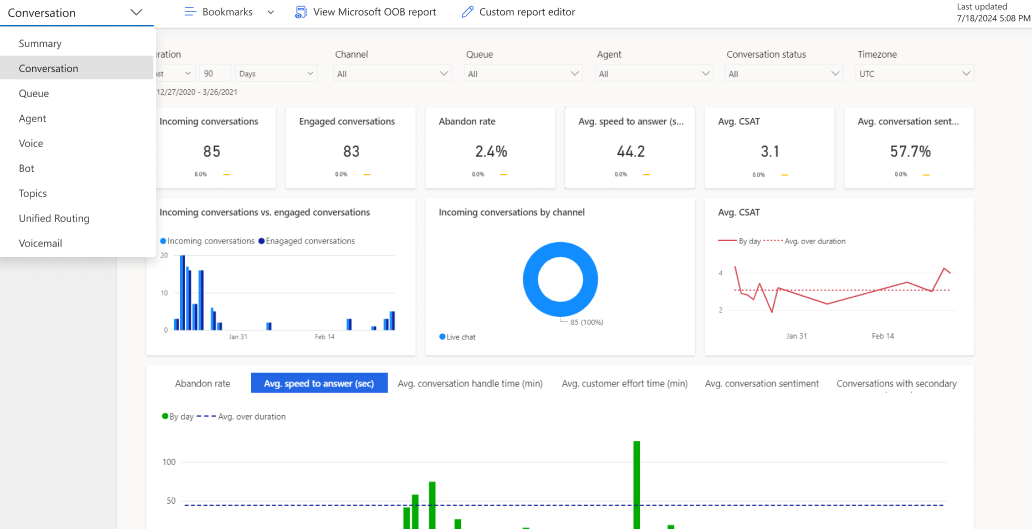 Conversation
Bookmarks
View Microsoft OOB report
Custom report editor
Last updated
7/18/2024 5:08 PM
Summary
Conversation
Queue
Agent
Voice
Bot
Topics
Unified Routing
Voicemail
Channel
Queue
Agent
Conversation status
Timezone
90
Days
All
All
All
All
UTC
12/27/2020 - 3/26/2021
Incoming conversations
85
0.0%
Engaged conversations
83
0.0%
Abandon rate
2.4%
0.0%
Avg. speed to answer (s...
44.2
0.0%
Avg. CSAT
3.1
0.0%
Avg. conversation sent...
57.7%
0.0%
Incoming conversations vs. engaged conversations
Incoming conversations
Enagaged conversations
20
10
0
Jan 31
Feb 14
Incoming conversations by channel
85 (100%)
Live chat
Avg. CSAT
By day
Avg. over duration
4
2
Jan 31
Feb 14
Abandon rate
Avg. speed to answer (sec)
Avg. conversation handle time (min)
Avg. customer effort time (min)
Avg. conversation sentiment
Conversations with secondary
By day
Avg. over duration
100
50